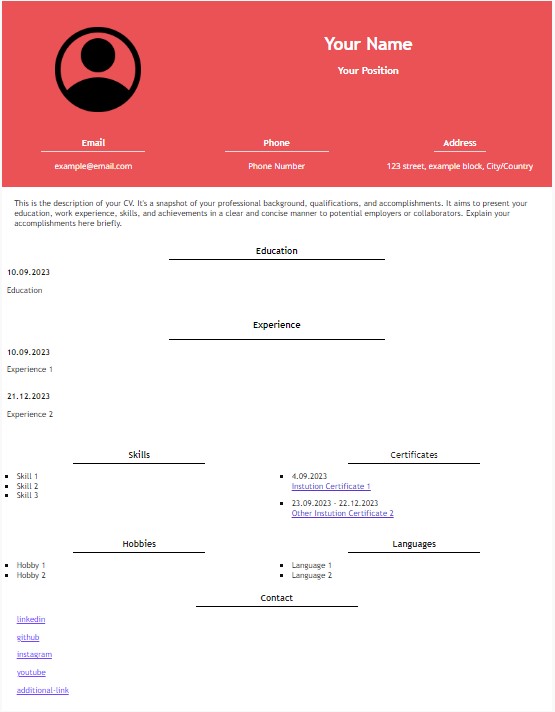 Your Name
Your Position
Email
Phone
Address
example@email.com
Phone Number
123 street, example block, City/Country
This is the description of your CV. It's a snapshot of your professional background, qualifications, and accomplishments. It aims to present your
education, work experience, skills, and achievements in a clear and concise manner to potential employers or collaborators. Explain your
accomplishments here briefly.
Education
10.09.2023
Education
Experience
10.09.2023
Experience 1
21.12.2023
Experience 2
Skills
Skill 1
Skill 2
Skill 3
Certificates
4.09.2023
Instution Certificate 1
23.09.2023 - 22.12.2023
Other Instution Certificate 2
Hobbies
Hobby 1
Hobby 2
Languages
Language 1
Language 2
Contact
linkedin
github
instagram
youtube
additional-link